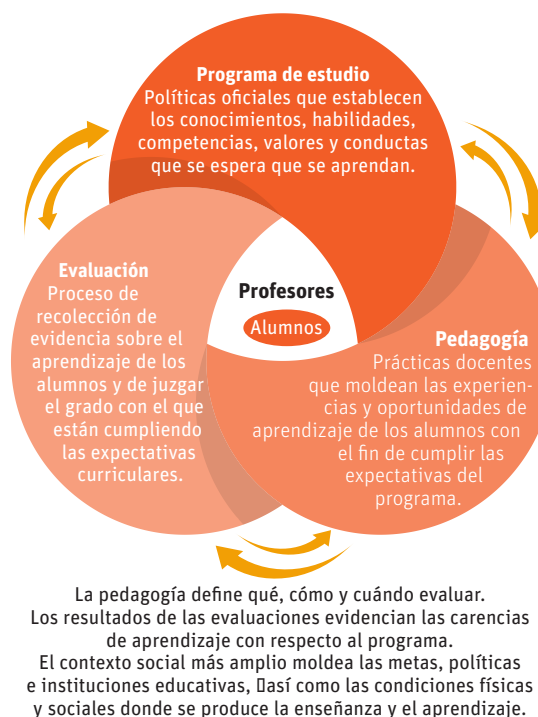 Programa de estudio
Políticas oficiales que establecen
los conocimientos, habilidades,
competencias, valores y conductas
que se espera que se aprendan.
Evaluación
Proceso de
recolección de
evidencia sobre el
aprendizaje de los
alumnos y de juzgar
el grado con el que
están cumpliendo
las expectativas
curriculares.
Profesores
Alumnos
Pedagogía
Prácticas docentes
que moldean las experien-
cias y oportunidades de
aprendizaje de los alumnos con
el fin de cumplir las
expectativas del
programa.
La pedagogía define qué, cómo y cuándo evaluar.
Los resultados de las evaluaciones evidencian las carencias
de aprendizaje con respecto al programa.
El contexto social más amplio moldea las metas, políticas
e instituciones educativas, así como las condiciones físicas
y sociales donde se produce la enseñanza y el aprendizaje.